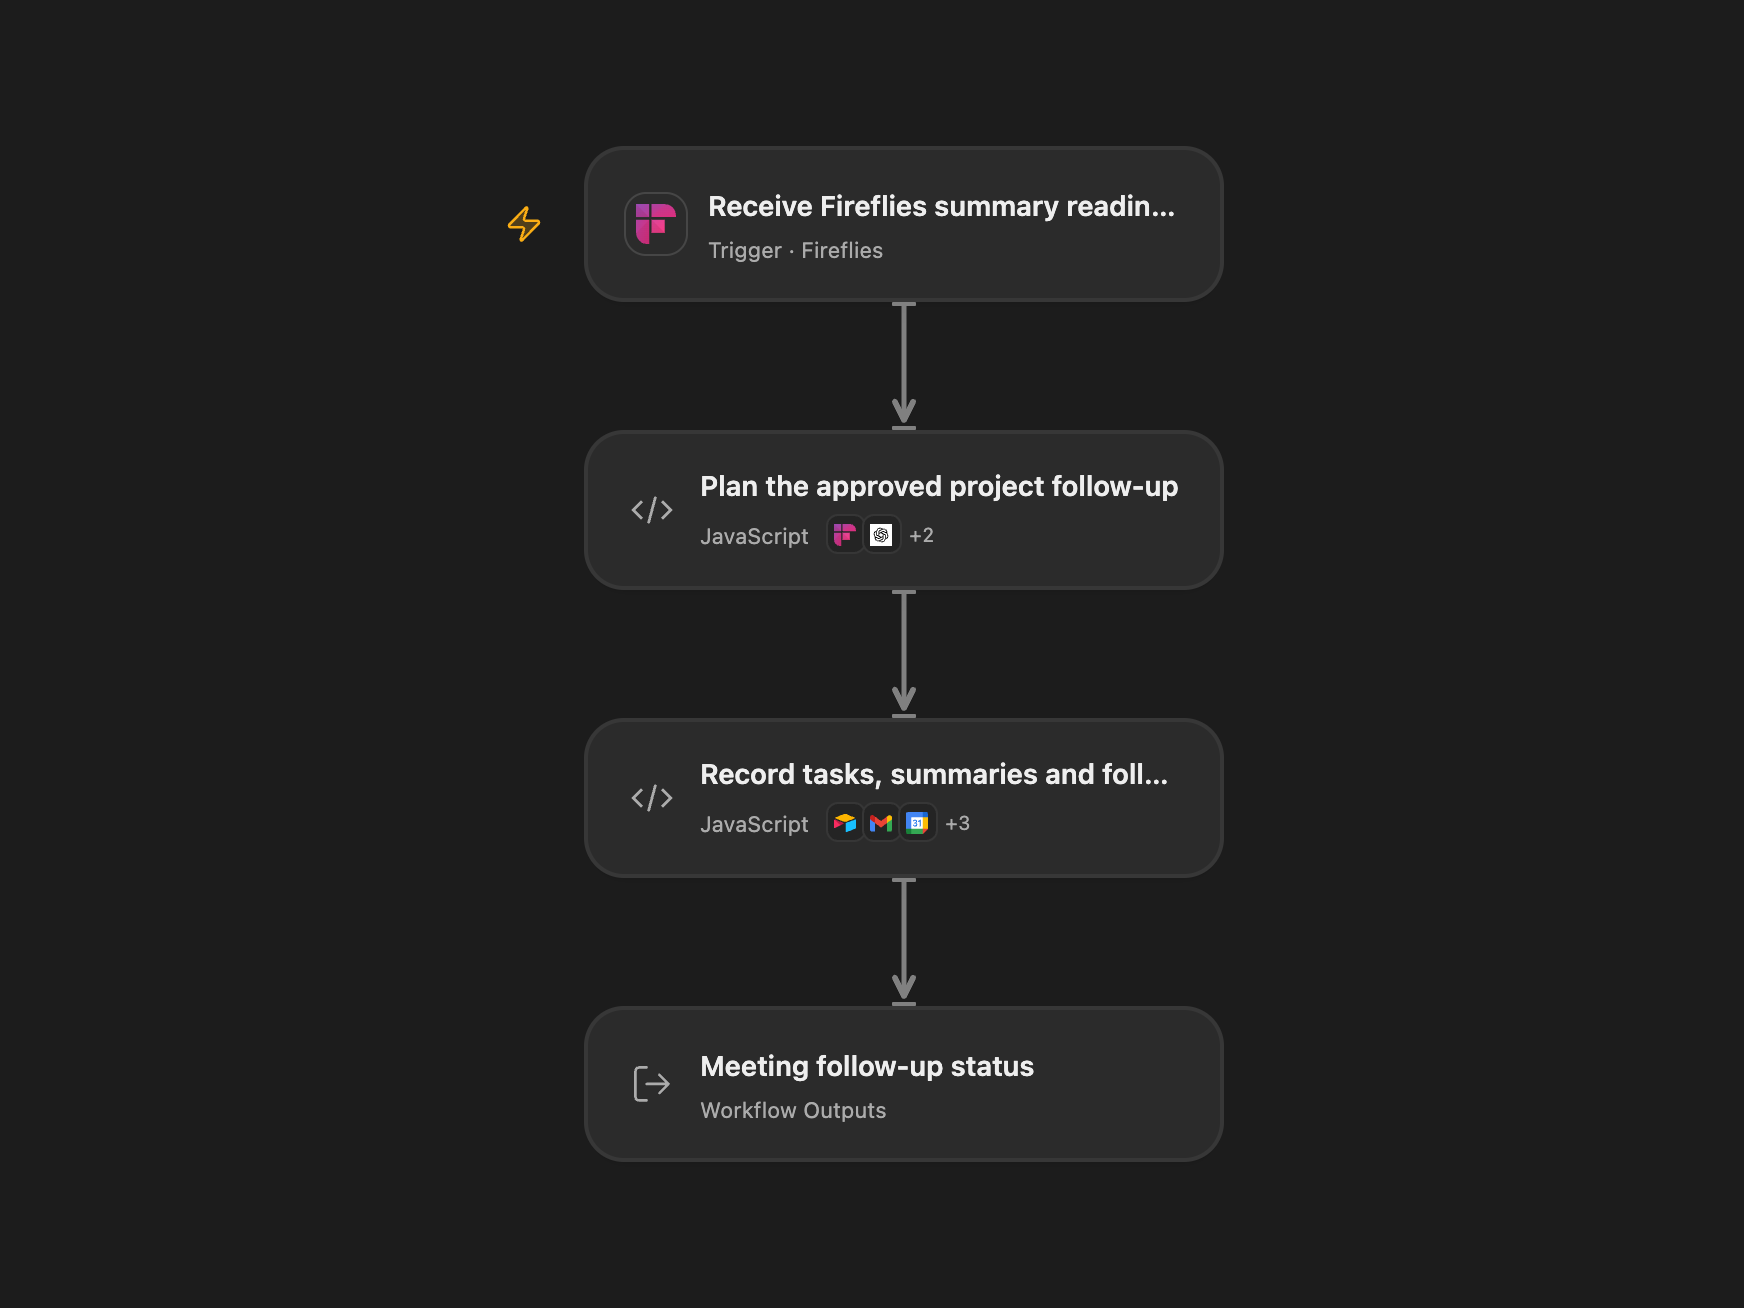 Receive Fireflies summary readin...
Trigger · Fireflies
Plan the approved project follow-up
JavaScript +2
Record tasks, summaries and foll...
JavaScript 31 +3
Meeting follow-up status
Workflow Outputs